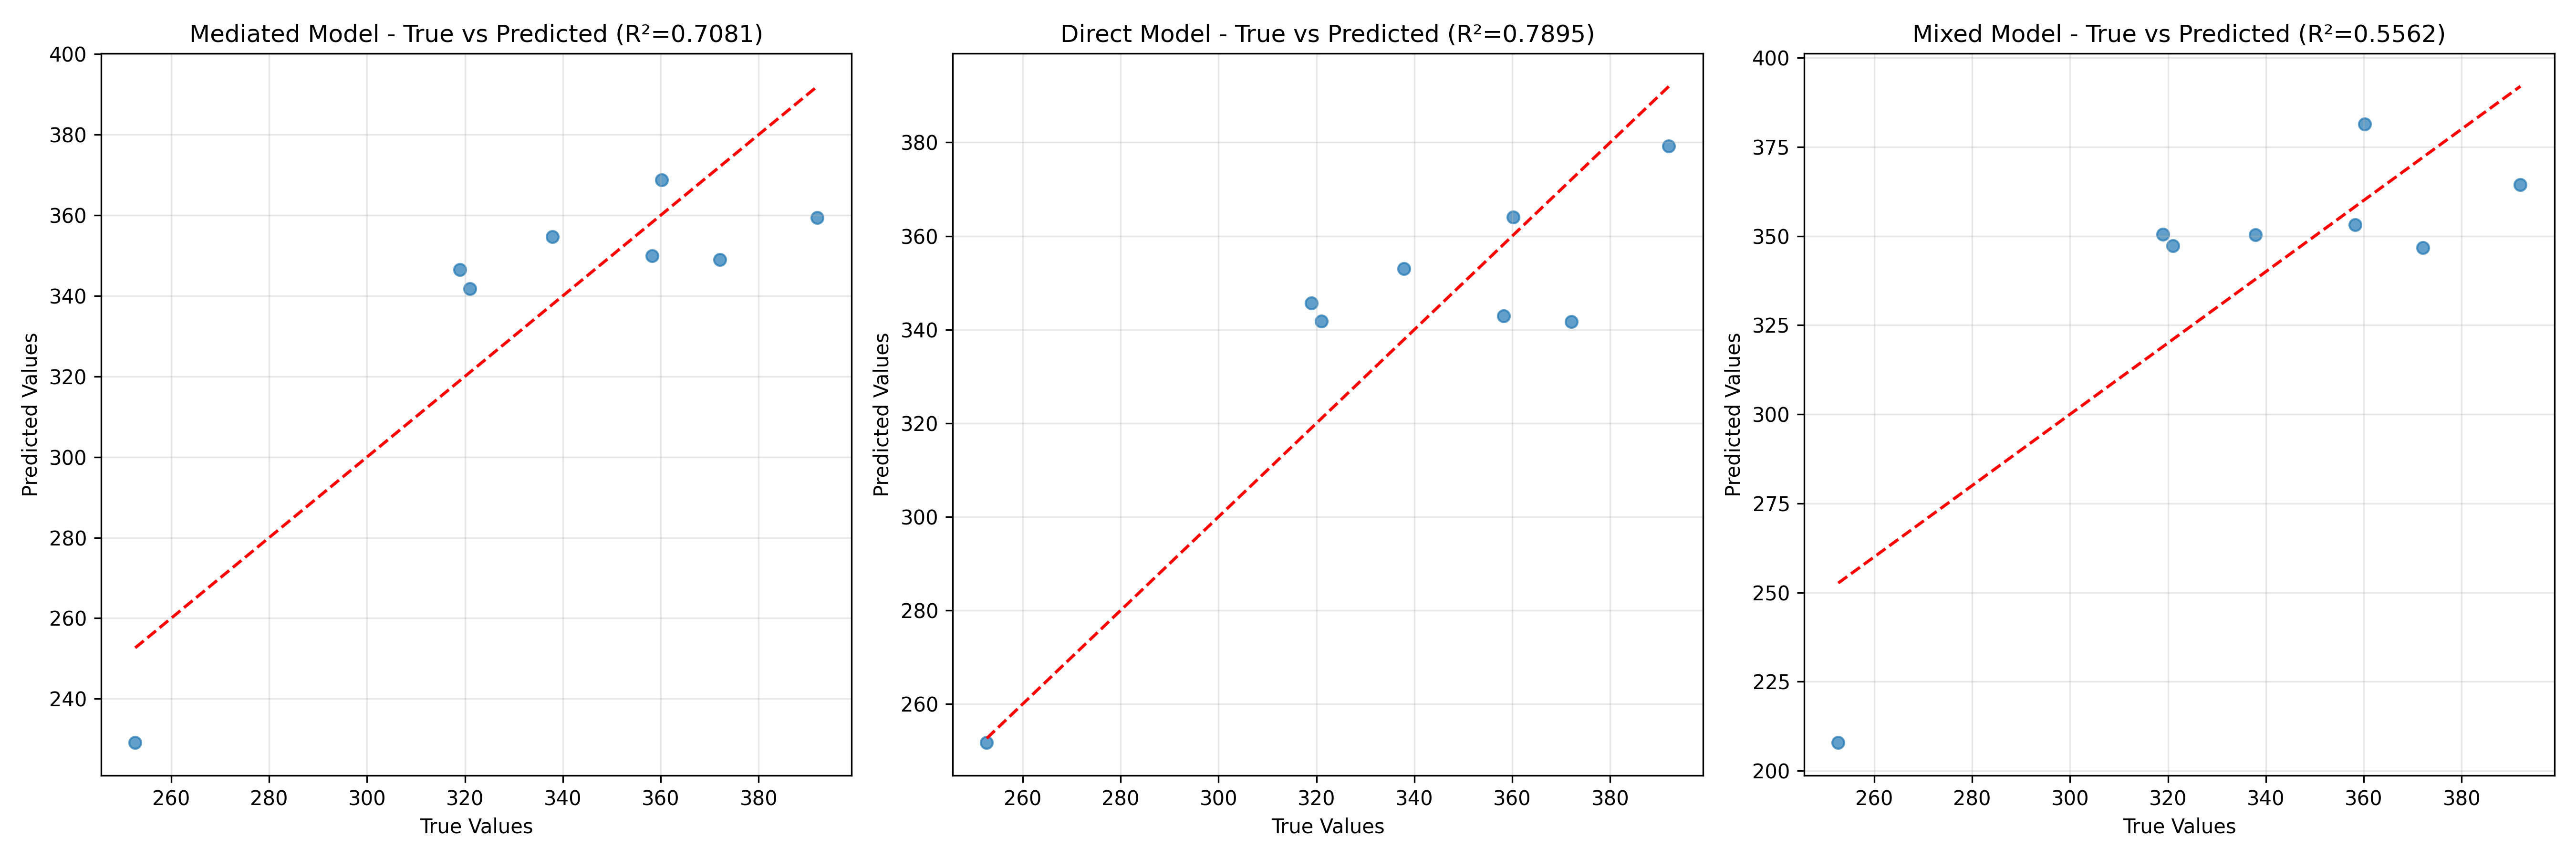 Mediated Model - True vs Predicted (R²=0.7081)
400
380
360
340
320
300
280
260
240
Predicted Values
260 280 300 320 340 360 380
True Values
Direct Model - True vs Predicted (R²=0.7895)
380
360
340
320
300
280
260
Predicted Values
260 280 300 320 340 360 380
True Values
Mixed Model - True vs Predicted (R²=0.5562)
400
375
350
325
300
275
250
225
200
Predicted Values
260 280 300 320 340 360 380
True Values